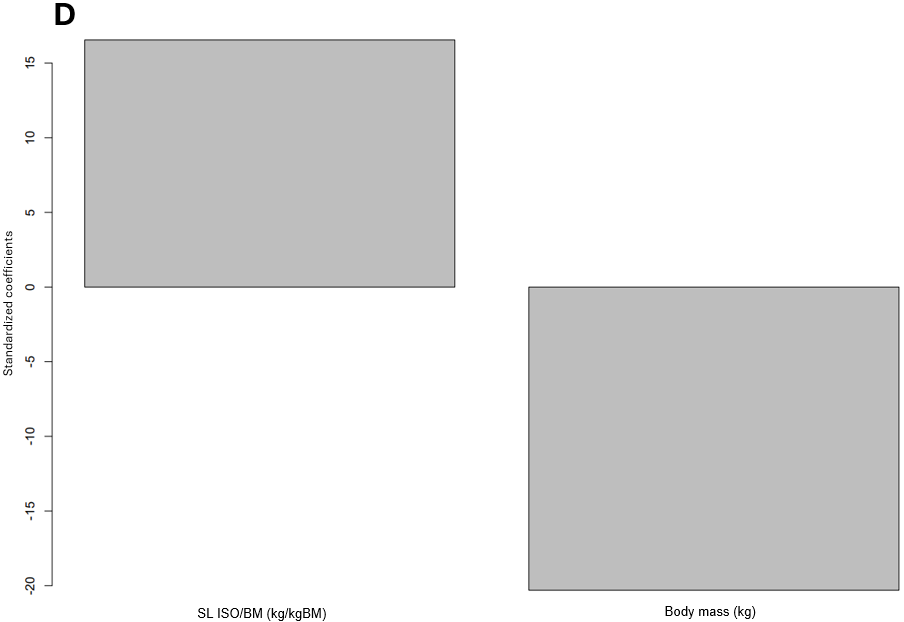 D
15
10
5
0
-5
-10
-15
-20
Standardized coefficients
SL ISO/BM (kg/kgBM)
Body mass (kg)